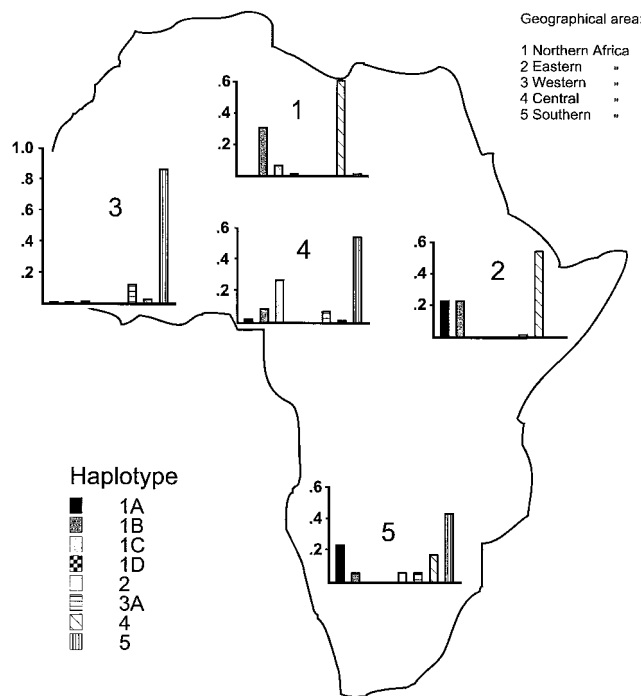 Geographical area:
1 Northern Africa
2 Eastern "
3 Western "
4 Central "
5 Southern "
.6
.4
.2
1
1.0
.8
.6
.4
.2
3
.6
.4
.2
4
.6
.4
.2
2
.6
.4
.2
5
Haplotype
1A
1B
1C
1D
2
3A
4
5